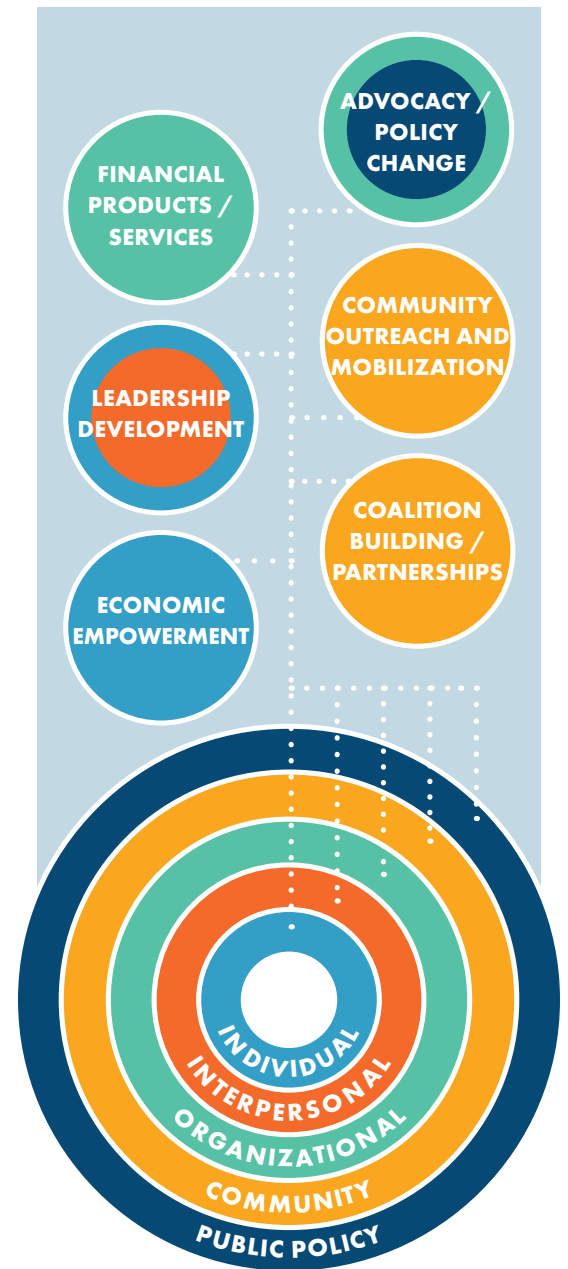 ADVOCACY /
POLICY
CHANGE
FINANCIAL
PRODUCTS /
SERVICES
COMMUNITY
OUTREACH AND
MOBILIZATION
LEADERSHIP
DEVELOPMENT
COALITION
BUILDING /
PARTNERSHIPS
ECONOMIC
EMPOWERMENT
INDIVIDUAL
INTERPERSONAL
ORGANIZATIONAL
COMMUNITY
PUBLIC POLICY